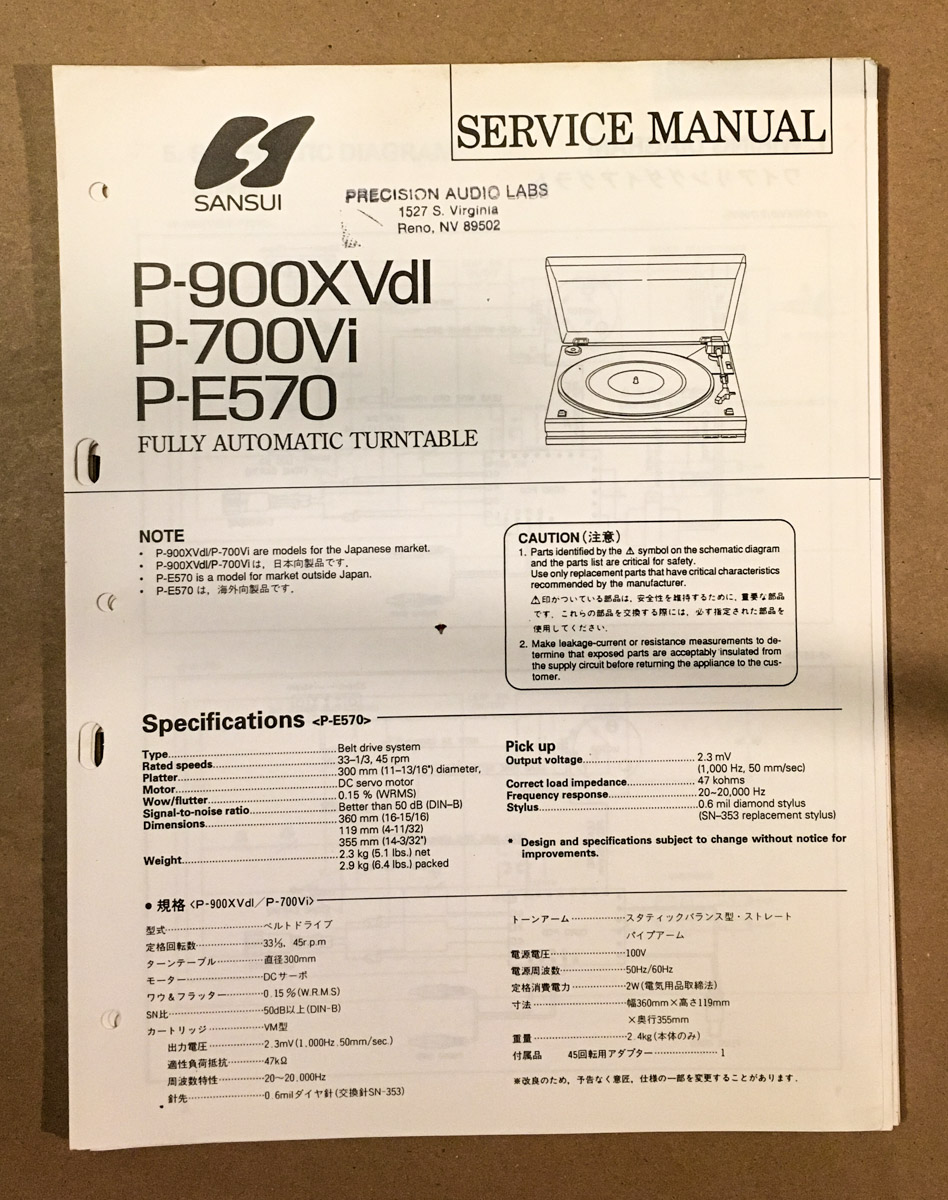 SERVICE MANUAL
SANSUI
PRECISION AUDIO LABS
1527 S. Virginia
Reno, NV 89502
P-900XVdI
P-700Vi
P-E570
FULLY AUTOMATIC TURNTABLE
NOTE
• P-900XVdI/P-700Vi are models for the Japanese market.
• P-900XVdI/P-700Vi は，日本向製品です．
• P-E570 is a model for market outside Japan.
• P-E570 は，海外向製品です．
CAUTION (注意)
1. Parts identified by the ⚠ symbol on the schematic diagram
and the parts list are critical for safety.
Use only replacement parts that have critical characteristics
recommended by the manufacturer.
⚠印かついている部品は，安全性を維持するために，重要な部品
です．これらの部品を交換する際には，必ず指定された部品を
使用してください．
2. Make leakage-current or resistance measurements to de-
termine that exposed parts are acceptably insulated from
the supply circuit before returning the appliance to the cus-
tomer.
Specifications <P-E570>
Type..........Belt drive system
Rated speeds..........33–1/3, 45 rpm
Platter..........300 mm (11–13/16") diameter,
Motor..........DC servo motor
Wow/flutter..........0.15 % (WRMS)
Signal-to-noise ratio..........Better than 50 dB (DIN–B)
Dimensions..........360 mm (16-15/16)
119 mm (4-11/32)
355 mm (14-3/32")
Weight..........2.3 kg (5.1 lbs.) net
2.9 kg (6.4 lbs.) packed
Pick up
Output voltage..........2.3 mV
(1,000 Hz, 50 mm/sec)
Correct load impedance..........47 kohms
Frequency response..........20~20,000 Hz
Stylus..........0.6 mil diamond stylus
(SN–353 replacement stylus)
* Design and specifications subject to change without notice for
improvements.
● 規格 <P-900XVdI／P-700Vi>
型式··········ベルトドライブ
定格回転数··········33⅓，45r.p.m
ターンテーブル··········直径300mm
モーター··········DCサーボ
ワウ＆フラッター··········0.15％(W.R.M.S)
SN比··········50dB以上(DIN-B)
カートリッジ··········VM型
出力電圧··········2.3mV(1.000Hz.50mm/sec.)
適性負荷抵抗··········47kΩ
周波数特性··········20〜20.000Hz
針先··········0.6milダイヤ針(交換針SN-353)
トーンアーム··········スタティックバランス型・ストレート
パイプアーム
電源電圧··········100V
電源周波数··········50Hz/60Hz
定格消費電力··········2W(電気用品取締法)
寸法··········幅360mm×高さ119mm
×奥行355mm
重量··········2.4kg(本体のみ)
付属品 45回転用アダプター··········1
※改良のため，予告なく意匠，仕様の一部を変更することがあります．